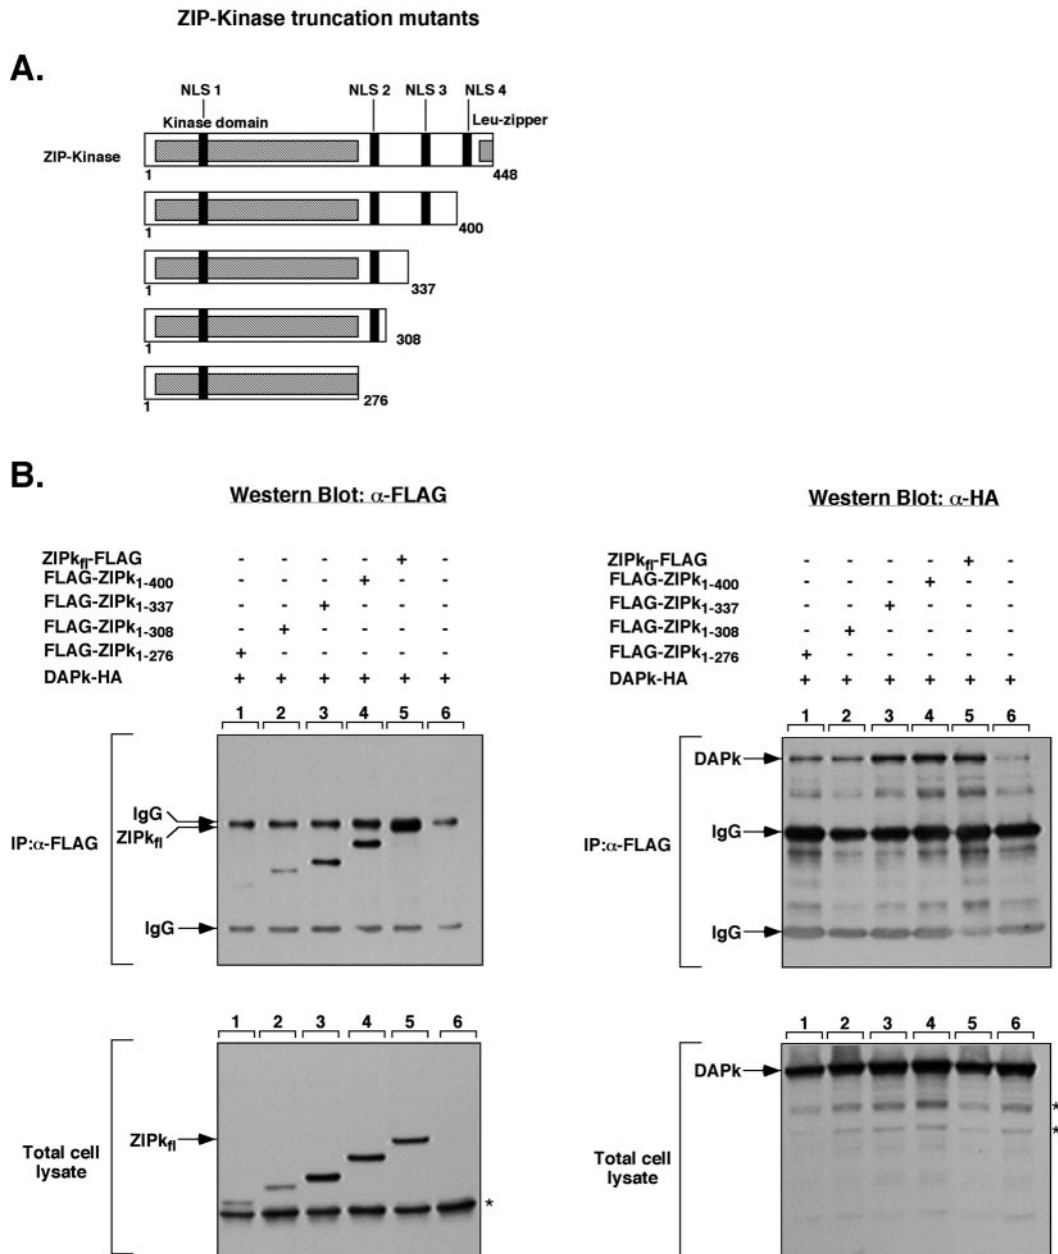 ZIP-Kinase truncation mutants
A.
NLS 1 NLS 2 NLS 3 NLS 4
Kinase domain Leu-zipper
ZIP-Kinase
1 448
1 400
1 337
1 308
1 276
B.
Western Blot: α-FLAG
ZIPkfl-FLAG - - - - + -
FLAG-ZIPk1-400 - - - + - -
FLAG-ZIPk1-337 - - + - - -
FLAG-ZIPk1-308 - + - - - -
FLAG-ZIPk1-276 + - - - - -
DAPk-HA + + + + + +
1 2 3 4 5 6
IgG
ZIPkfl
IP:α-FLAG
IgG
1 2 3 4 5 6
ZIPkfl
Total cell
lysate
*
Western Blot: α-HA
ZIPkfl-FLAG - - - - + -
FLAG-ZIPk1-400 - - - + - -
FLAG-ZIPk1-337 - - + - - -
FLAG-ZIPk1-308 - + - - - -
FLAG-ZIPk1-276 + - - - - -
DAPk-HA + + + + + +
1 2 3 4 5 6
DAPk
IgG
IP:α-FLAG
IgG
1 2 3 4 5 6
DAPk
*
*
Total cell
lysate